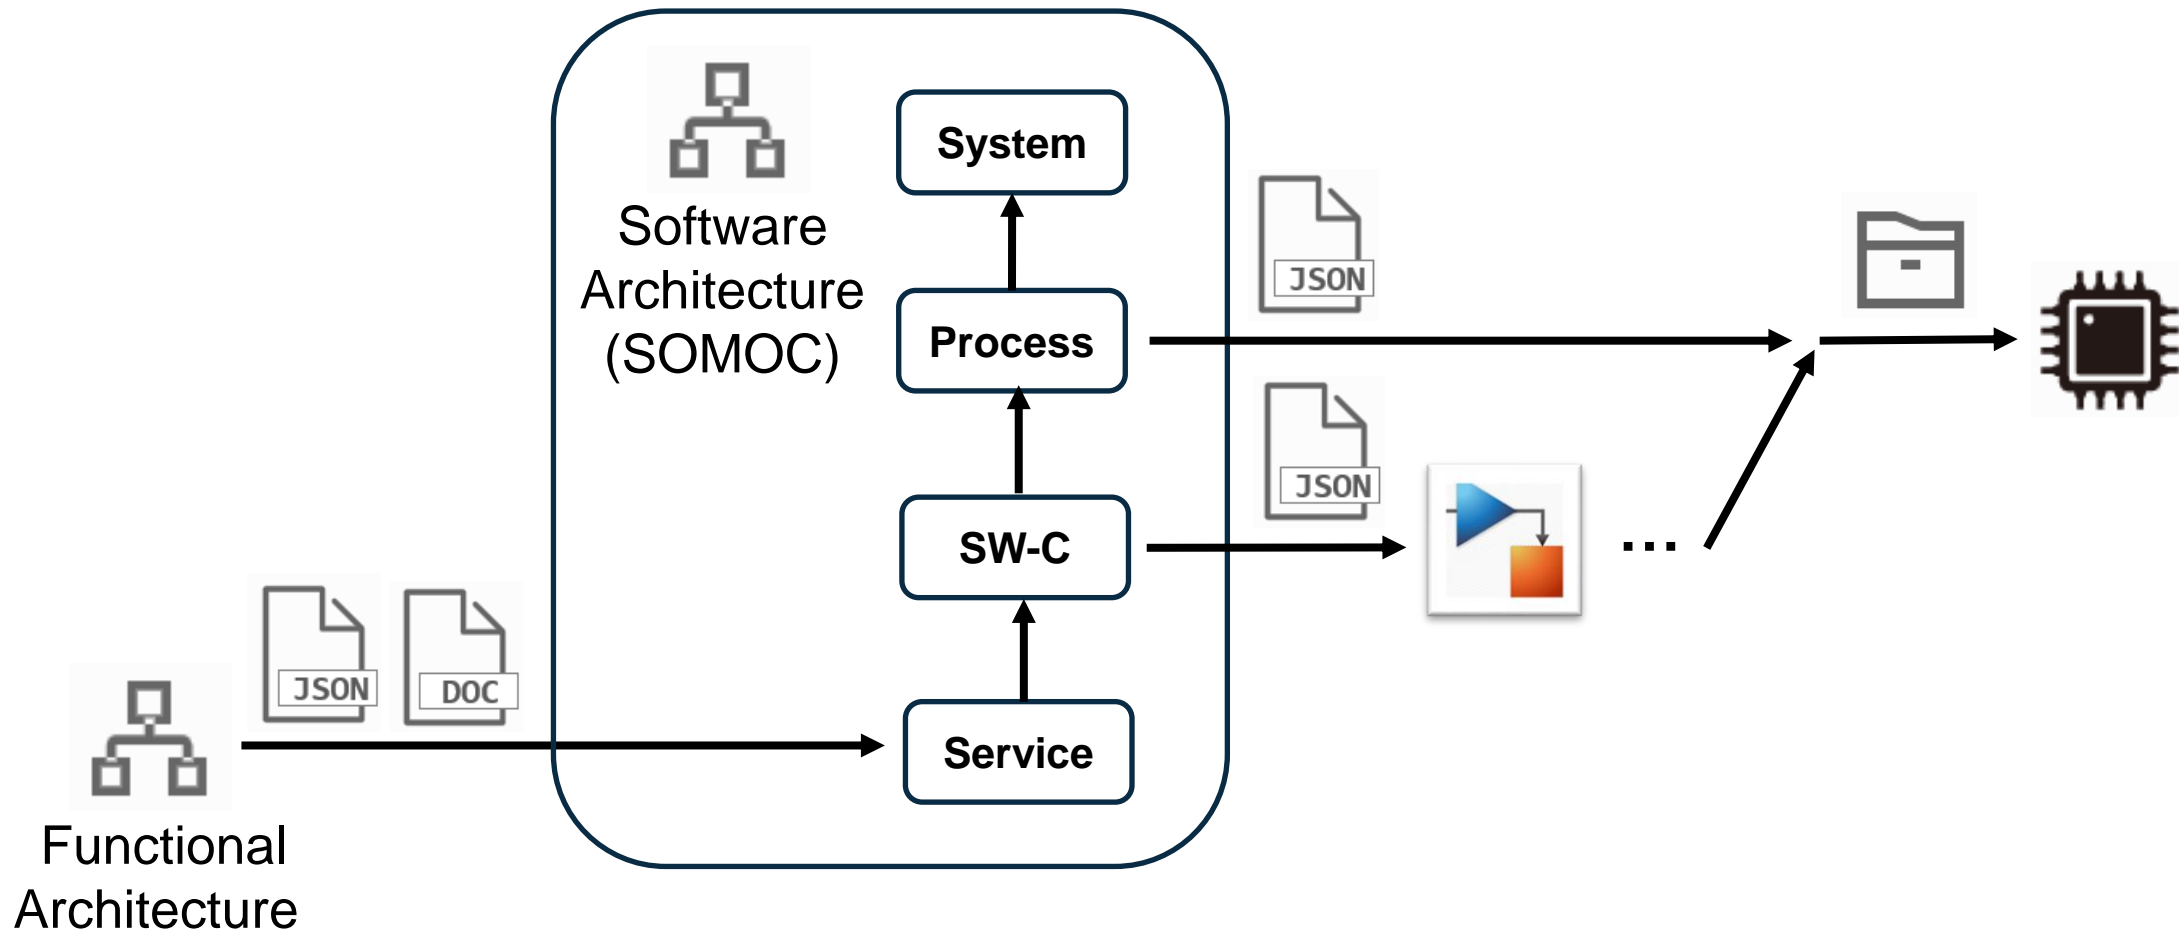 System
Software
Architecture
(SOMOC)
JSON
Process
JSON
SW-C
...
JSON
DOC
Service
Functional
Architecture